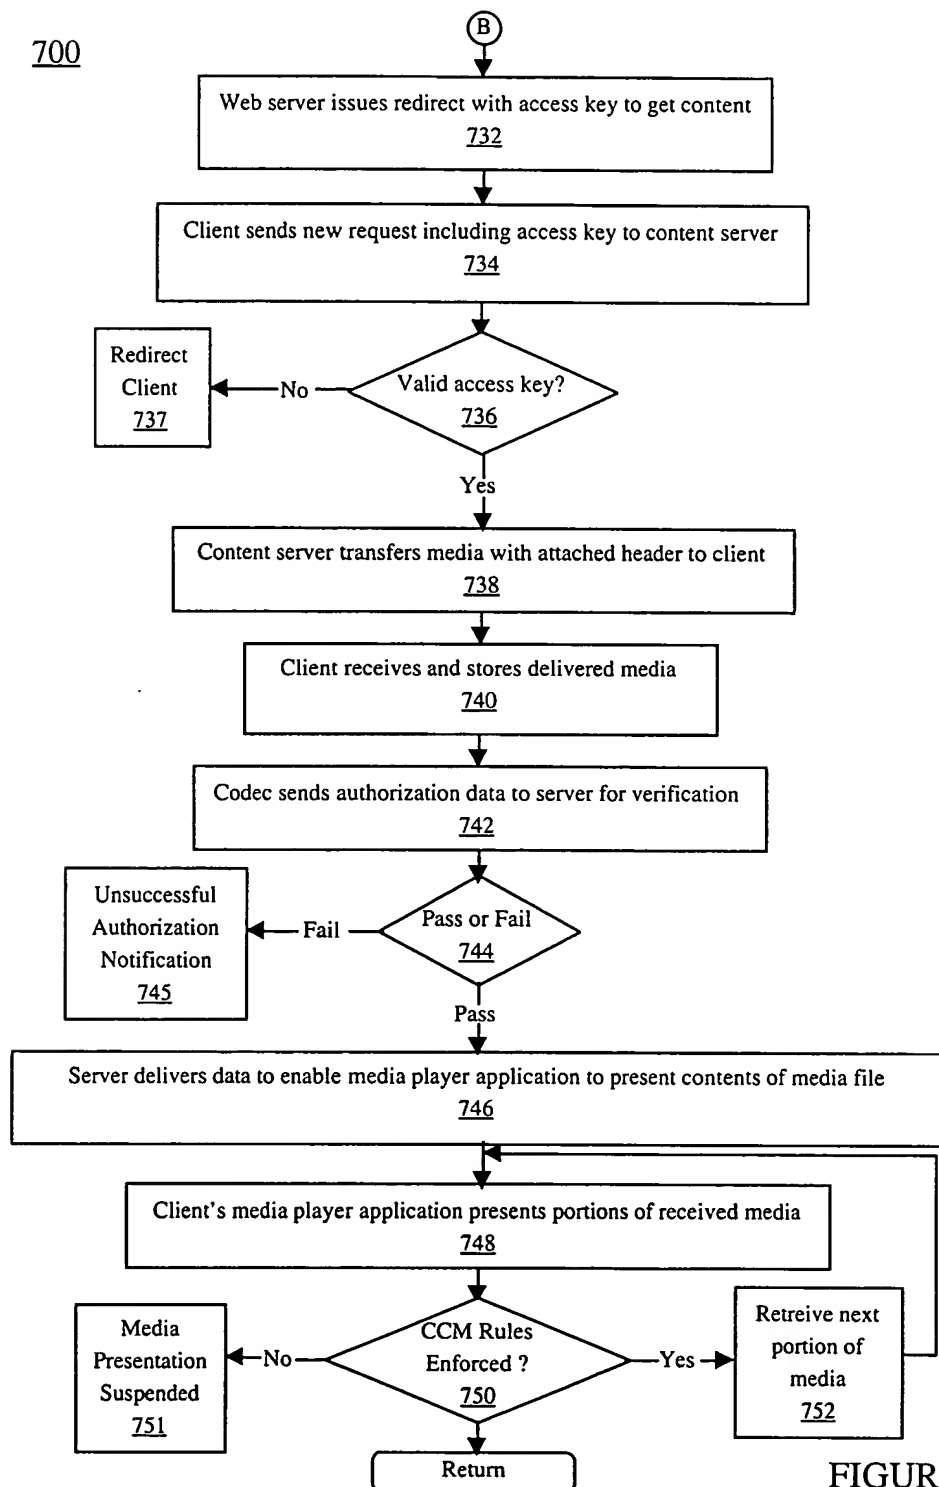 B
700
Web server issues redirect with access key to get content
732
Client sends new request including access key to content server
734
Redirect
Client
737
No
Valid access key?
736
Yes
Content server transfers media with attached header to client
738
Client receives and stores delivered media
740
Codec sends authorization data to server for verification
742
Unsuccessful
Authorization
Notification
745
Fail
Pass or Fail
744
Pass
Server delivers data to enable media player application to present contents of media file
746
Client's media player application presents portions of received media
748
Media
Presentation
Suspended
751
No
CCM Rules
Enforced ?
750
Yes
Retreive next
portion of
media
752
Return
FIGUR